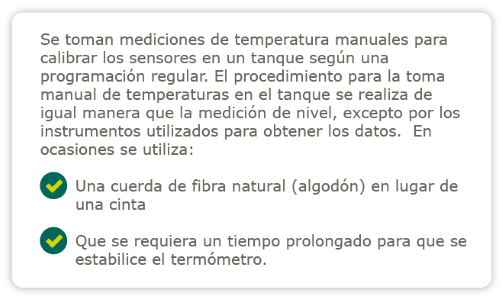 Se toman mediciones de temperatura manuales para
calibrar los sensores en un tanque según una
programación regular. El procedimiento para la toma
manual de temperaturas en el tanque se realiza de
igual manera que la medición de nivel, excepto por los
instrumentos utilizados para obtener los datos.  En
ocasiones se utiliza:
Una cuerda de fibra natural (algodón) en lugar de
una cinta
Que se requiera un tiempo prolongado para que se
estabilice el termómetro.